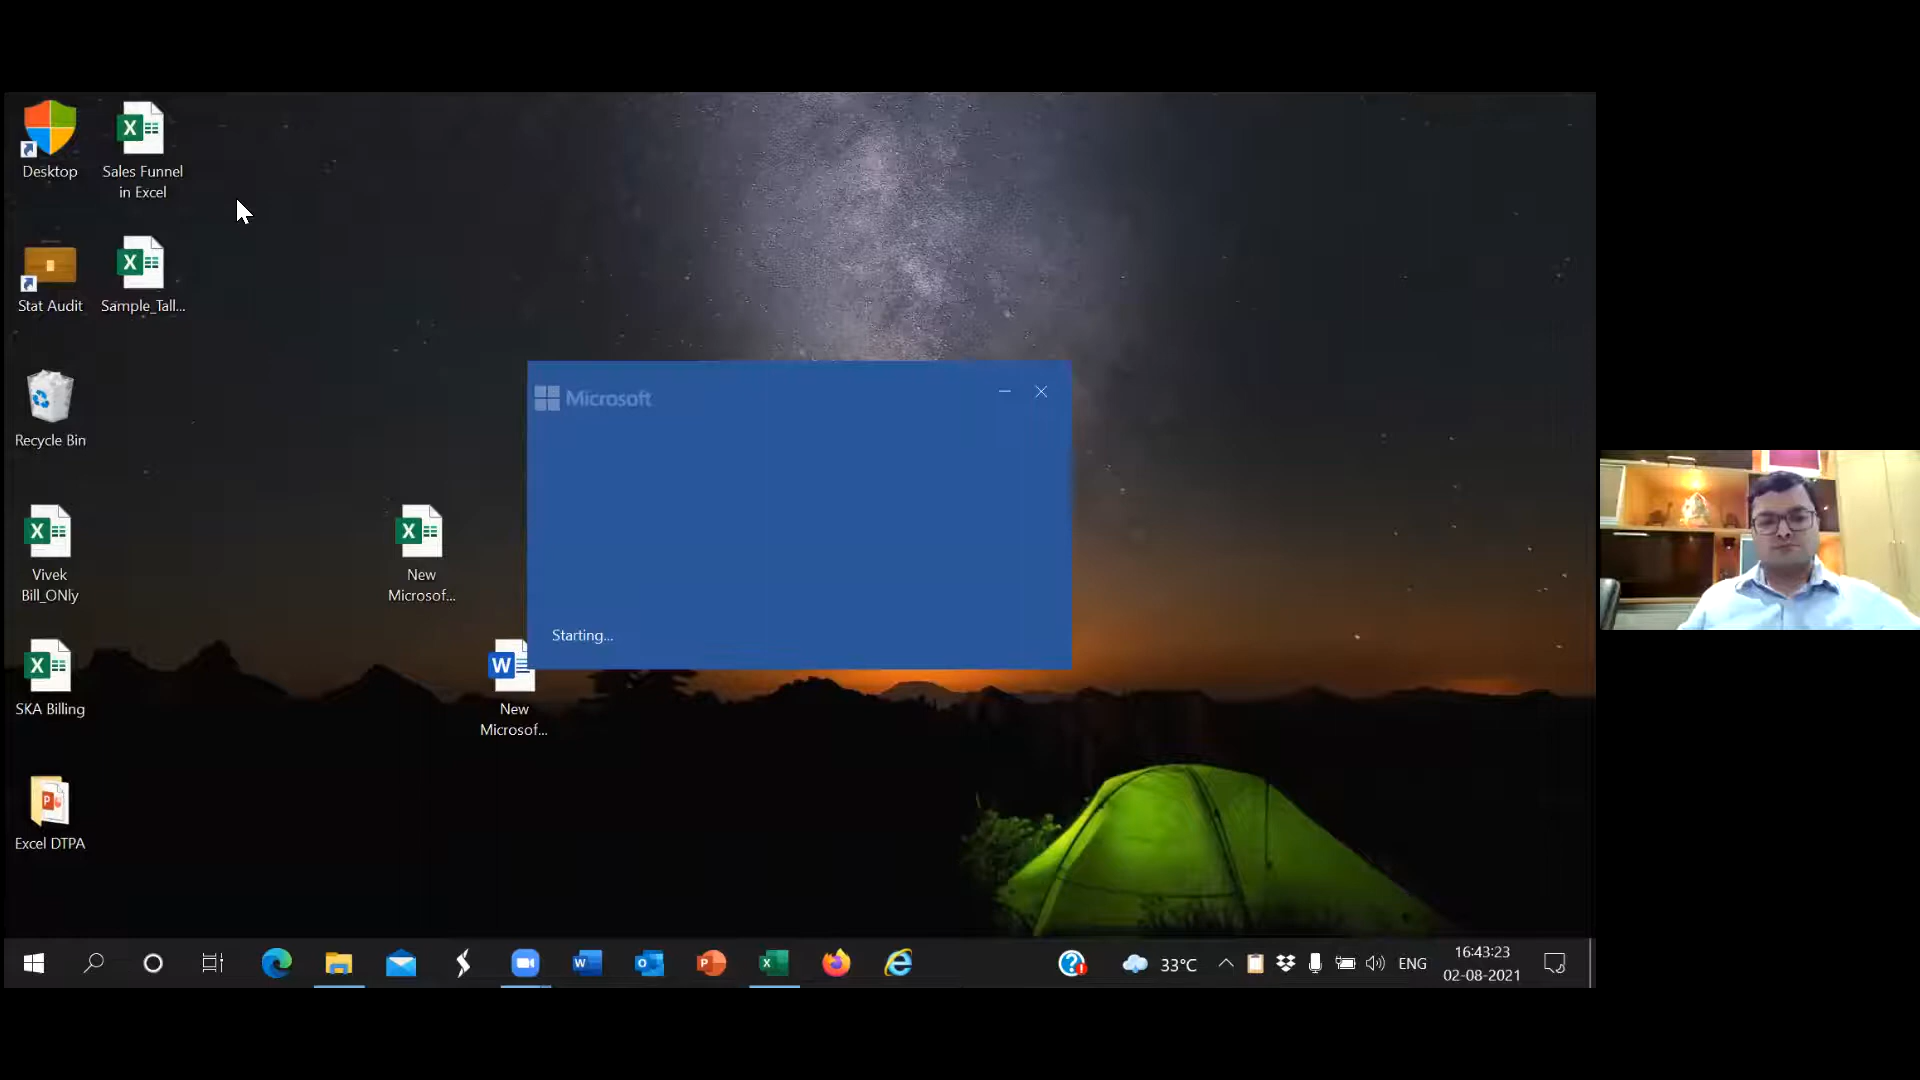 Desktop
Sales Funnel
in Excel
Stat Audit
Sample_Tall...
Recycle Bin
Microsoft
Vivek
Bill_ONly
New
Microsof...
Starting...
SKA Billing
New
Microsof...
Excel DTPA
33°C
ENG
16:43:23
02-08-2021